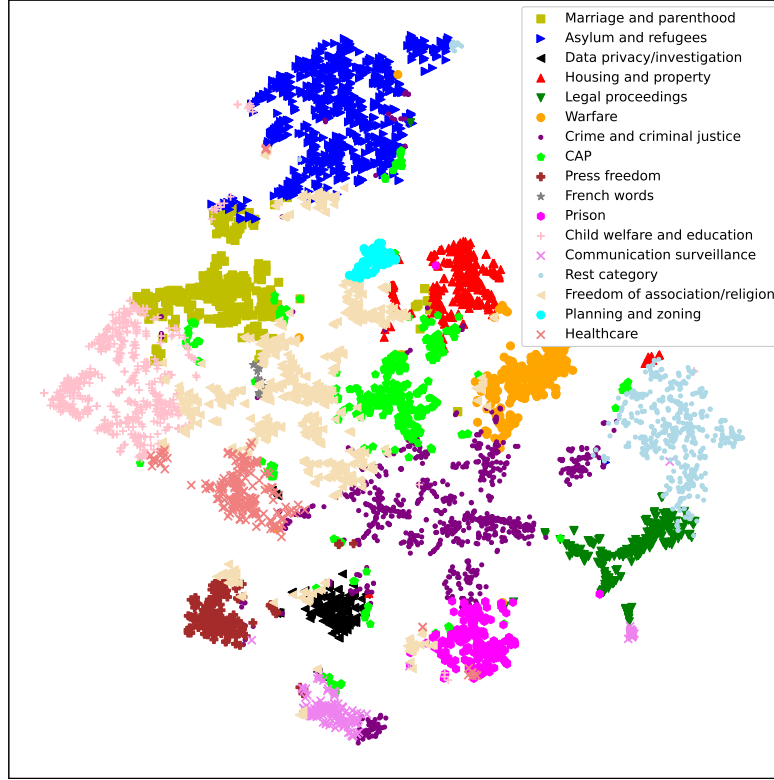 Marriage and parenthood
Asylum and refugees
Data privacy/investigation
Housing and property
Legal proceedings
Warfare
Crime and criminal justice
CAP
Press freedom
French words
Prison
Child welfare and education
Communication surveillance
Rest category
Freedom of association/religion
Planning and zoning
Healthcare